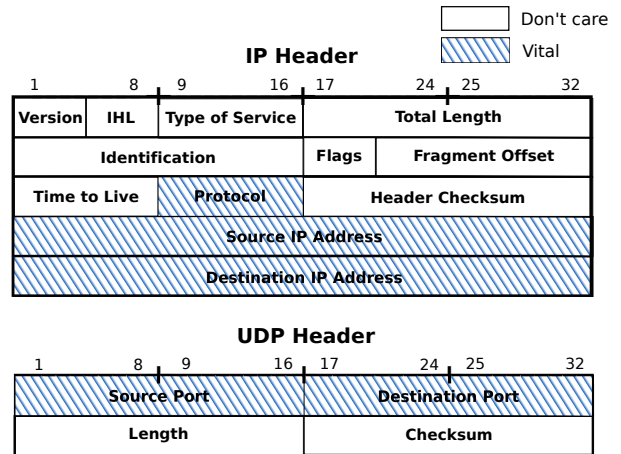 Don't care
Vital
IP Header
1 8 9 16 17 24 25 32
Version IHL Type of Service Total Length
Identification Flags Fragment Offset
Time to Live Protocol Header Checksum
Source IP Address
Destination IP Address
UDP Header
1 8 9 16 17 24 25 32
Source Port Destination Port
Length Checksum